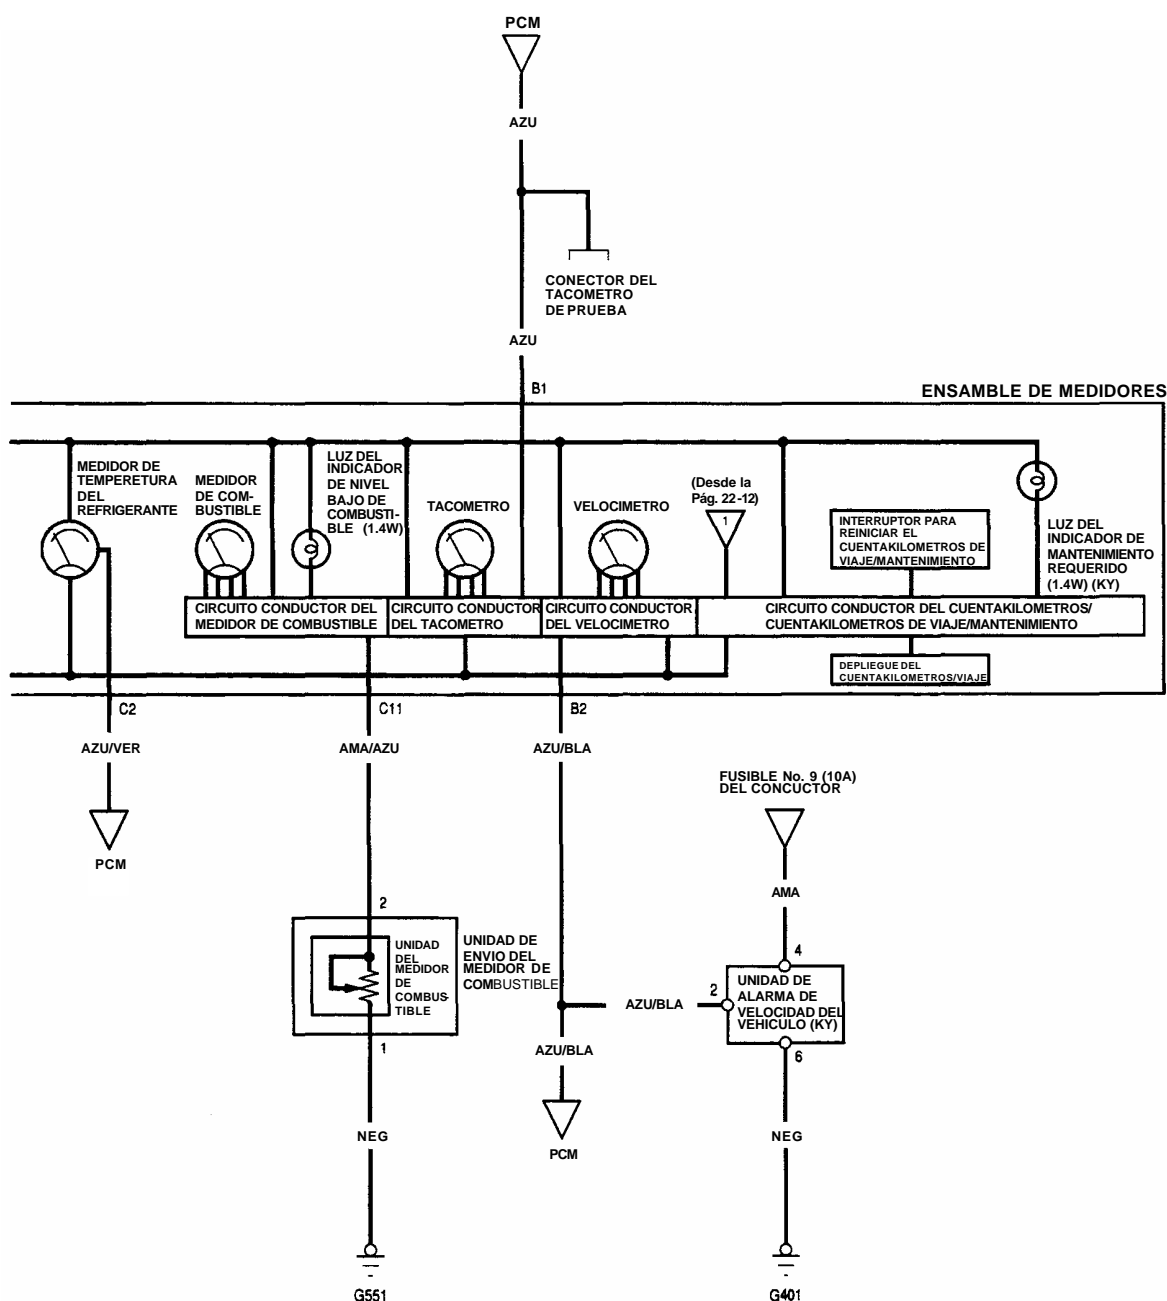 PCM
AZU
CONECTOR DEL
TACOMETRO
DE PRUEBA
AZU
B1
ENSAMBLE DE MEDIDORES
MEDIDOR DE
TEMPERETURA
DEL
REFRIGERANTE
MEDIDOR
DE COM-
BUSTIBLE
LUZ DEL
INDICADOR
DE NIVEL
BAJO DE
COMBUSTI-
BLE (1.4W)
TACOMETRO
VELOCIMETRO
(Desde la
Pág. 22-12)
1
INTERRUPTOR PARA
REINICIAR EL
CUENTAKILOMETROS DE
VIAJE/MANTENIMIENTO
LUZ DEL
INDICADOR DE
MANTENIMIENTO
REQUERIDO
(1.4W) (KY)
CIRCUITO CONDUCTOR DEL
MEDIDOR DE COMBUSTIBLE
CIRCUITO CONDUCTOR
DEL TACOMETRO
CIRCUITO CONDUCTOR
DEL VELOCIMETRO
CIRCUITO CONDUCTOR DEL CUENTAKILOMETROS/
CUENTAKILOMETROS DE VIAJE/MANTENIMIENTO
DEPLIEGUE DEL
CUENTAKILOMETROS/VIAJE
C2
C11
B2
AZU/VER
AMA/AZU
AZU/BLA
PCM
FUSIBLE No. 9 (10A)
DEL CONCUCTOR
AMA
2
UNIDAD
DEL
MEDIDOR
DE
COMBUS-
TIBLE
UNIDAD DE
ENVIO DEL
MEDIDOR DE
COMBUSTIBLE
1
AZU/BLA
2
4
UNIDAD DE
ALARMA DE
VELOCIDAD DEL
VEHICULO (KY)
6
AZU/BLA
PCM
NEG
NEG
G551
G401